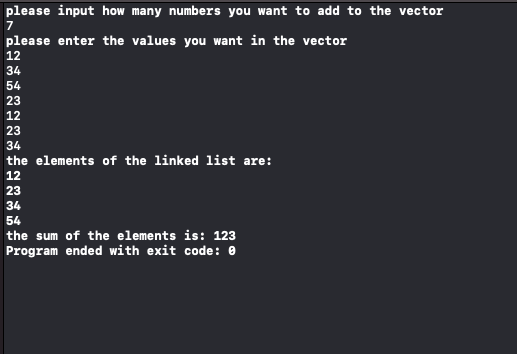 please input how many numbers you want to add to the vector
7
please enter the values you want in the vector
12
34
54
23
12
23
34
the elements of the linked list are:
12
23
34
54
the sum of the elements is: 123
Program ended with exit code: 0